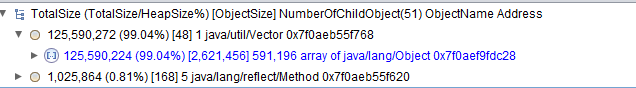 TotalSize (TotalSize/HeapSize%) [ObjectSize] NumberOfChildObject(51) ObjectName Address
125,590,272 (99.04%) [48] 1 java/util/Vector 0x7f0aeb55f768
125,590,224 (99.04%) [2,621,456] 591,196 array of java/lang/Object 0x7f0aef9fdc28
1,025,864 (0.81%) [168] 5 java/lang/reflect/Method 0x7f0aeb55f620